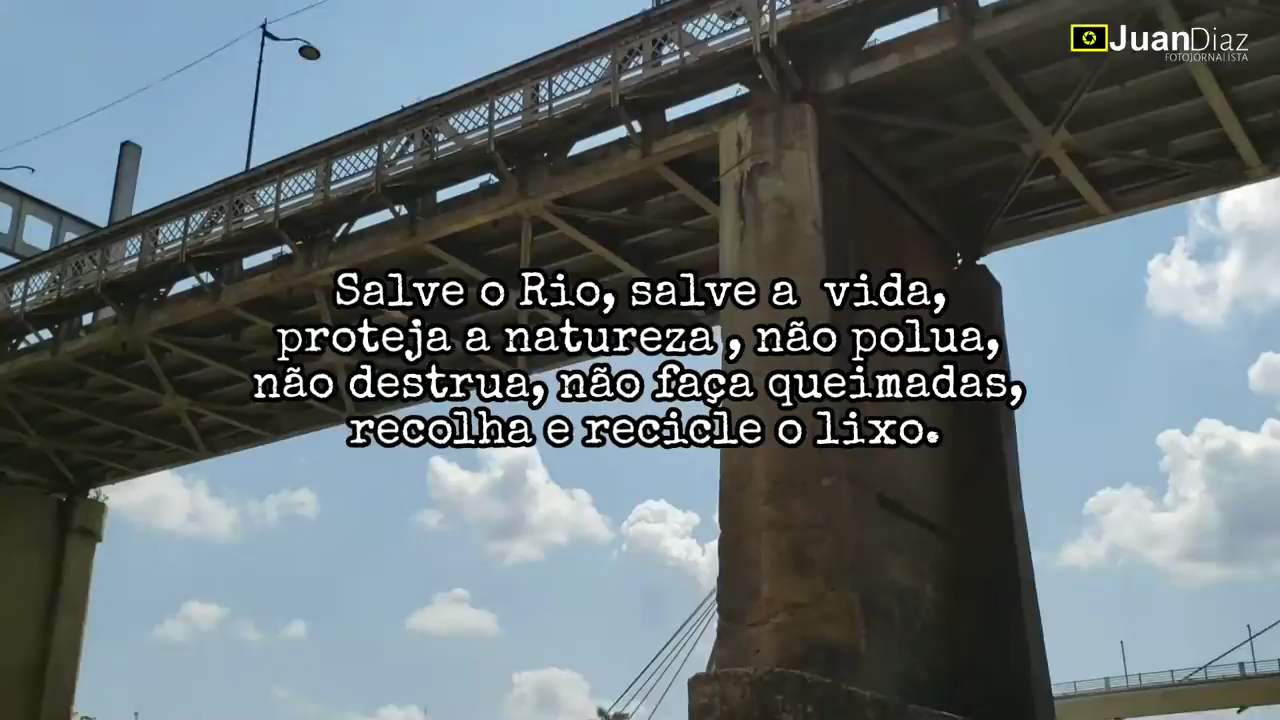 JuanDiaz
FOTOJORNALISTA
Salve o Rio, salve a vida,
proteja a natureza , não polua,
não destrua, não faça queimadas,
recolha e recicle o lixo.